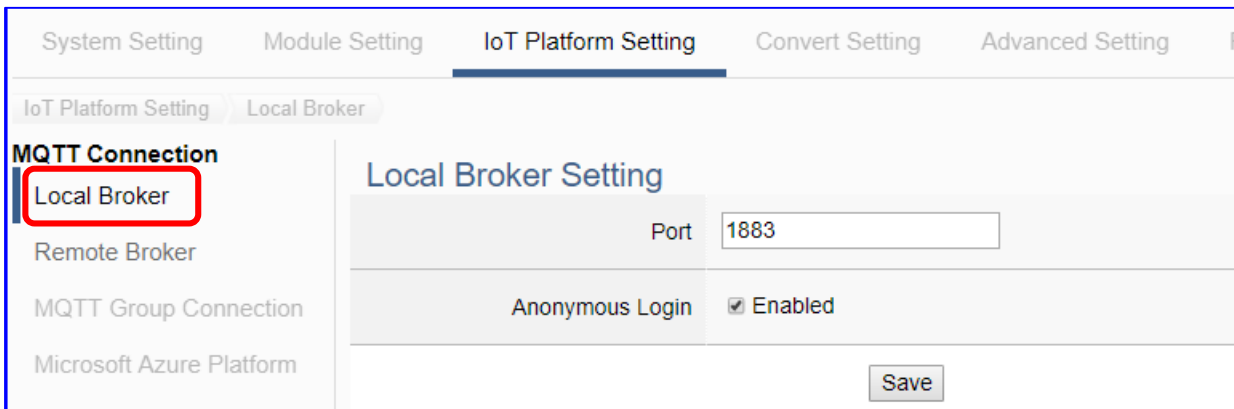 System Setting Module Setting IoT Platform Setting Convert Setting Advanced Setting
IoT Platform Setting Local Broker
MQTT Connection
Local Broker
Remote Broker
MQTT Group Connection
Microsoft Azure Platform
Local Broker Setting
Port 1883
Anonymous Login Enabled
Save